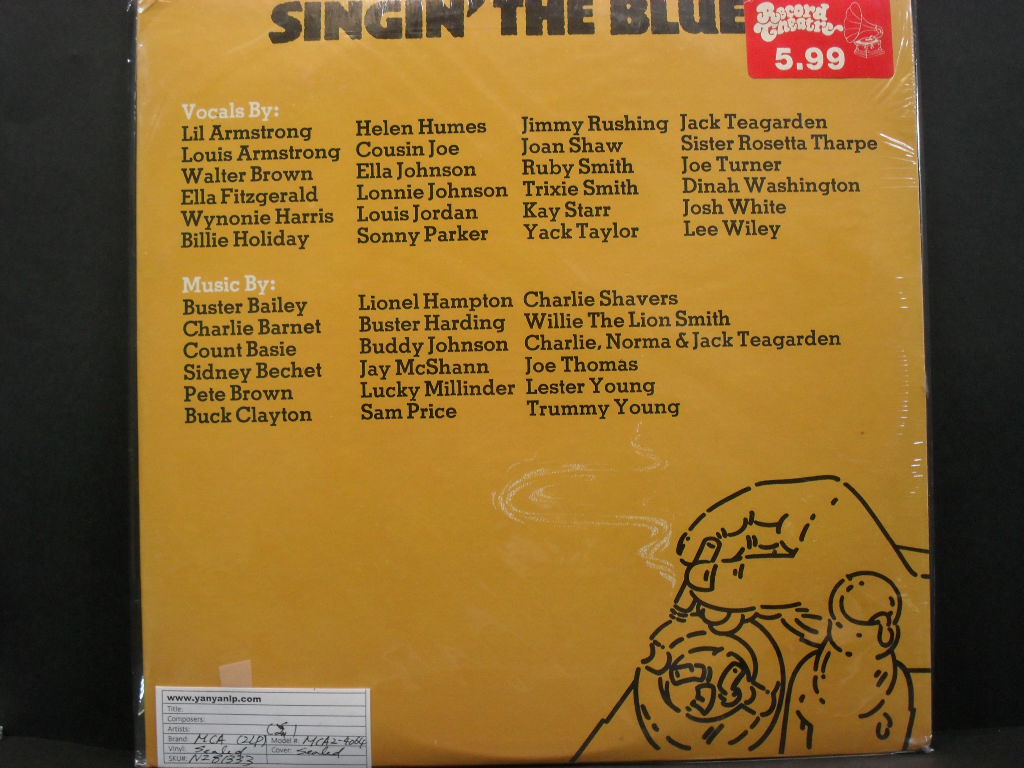 SINGIN' THE BLUE
Record
Theatre
5.99
Vocals By:
Lil Armstrong
Louis Armstrong
Walter Brown
Ella Fitzgerald
Wynonie Harris
Billie Holiday
Helen Humes
Cousin Joe
Ella Johnson
Lonnie Johnson
Louis Jordan
Sonny Parker
Jimmy Rushing
Joan Shaw
Ruby Smith
Trixie Smith
Kay Starr
Yack Taylor
Jack Teagarden
Sister Rosetta Tharpe
Joe Turner
Dinah Washington
Josh White
Lee Wiley
Music By:
Buster Bailey
Charlie Barnet
Count Basie
Sidney Bechet
Pete Brown
Buck Clayton
Lionel Hampton
Buster Harding
Buddy Johnson
Jay McShann
Lucky Millinder
Sam Price
Charlie Shavers
Willie The Lion Smith
Charlie, Norma & Jack Teagarden
Joe Thomas
Lester Young
Trummy Young
www.yanyanlp.com
Title:
Composers:
Artists:
Brand: MCA (2LP) Model #: MCA2-4064
Vinyl: Sealed Cover: sealed
SKU#: N281333